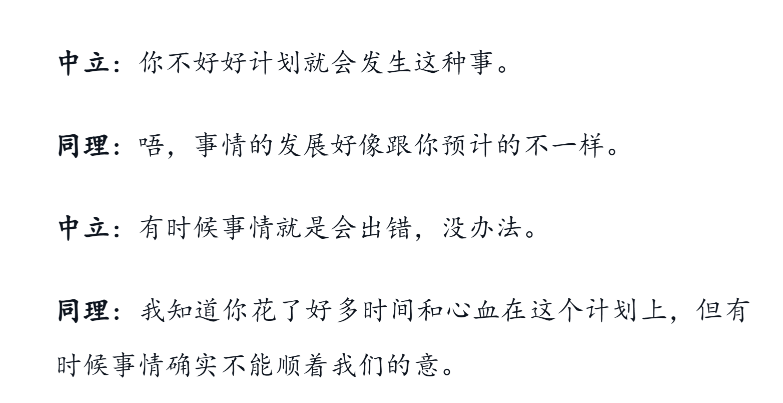 中立：你不好好计划就会发生这种事。
同理：唔，事情的发展好像跟你预计的不一样。
中立：有时候事情就是会出错，没办法。
同理：我知道你花了好多时间和心血在这个计划上，但有
时候事情确实不能顺着我们的意。